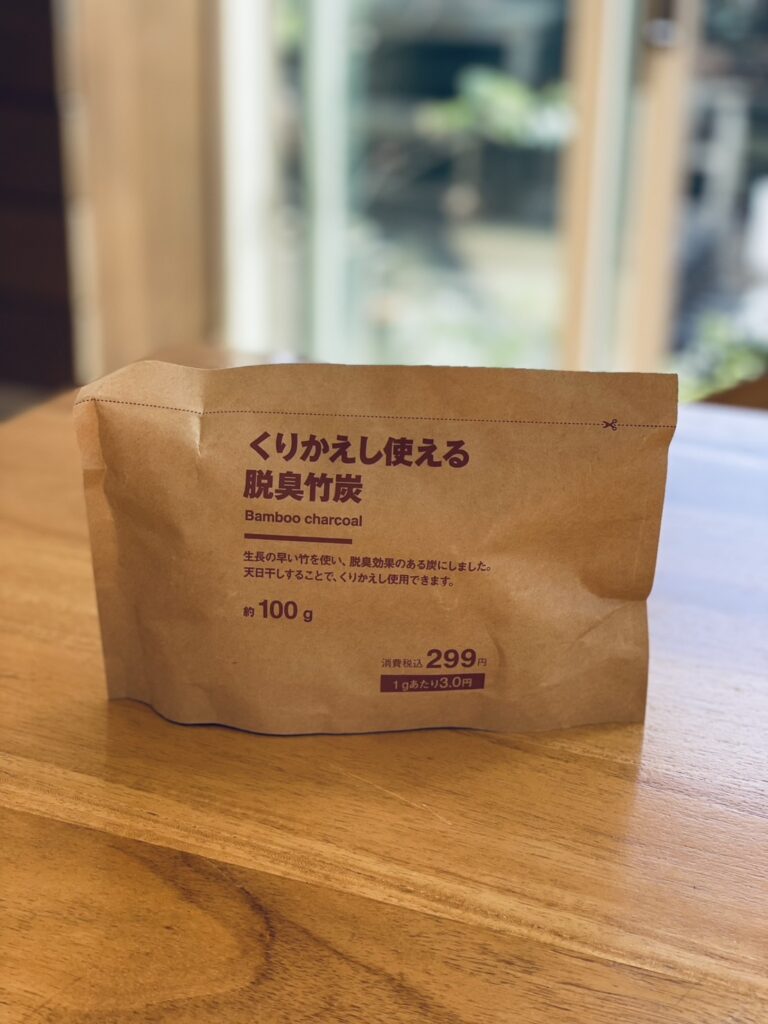 くりかえし使える
脱臭竹炭
Bamboo charcoal
生長の早い竹を使い、脱臭効果のある炭にしました。
天日干しすることで、くりかえし使用できます。
約 100 g
消費税込 299円
1gあたり3.0円